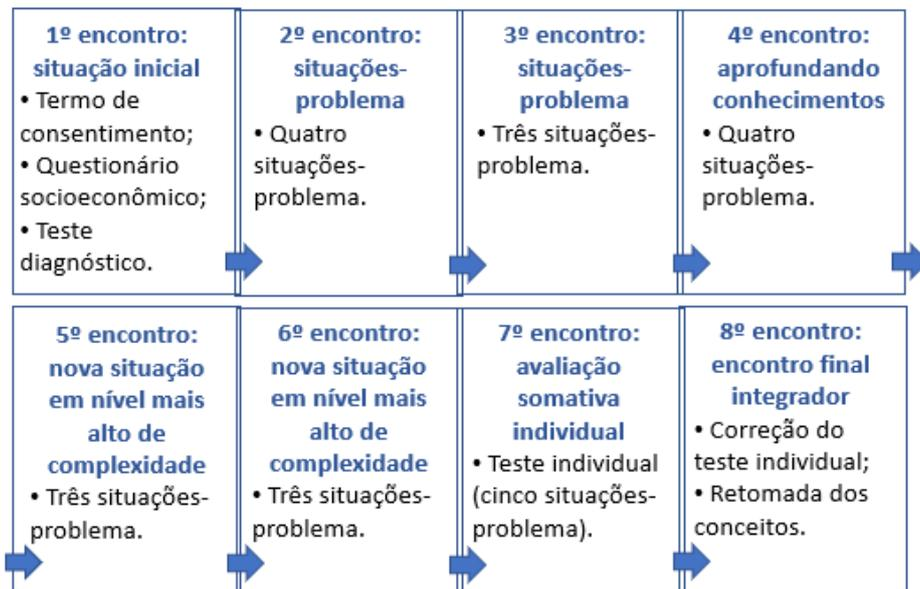 1º encontro:
situação inicial
• Termo de
consentimento;
• Questionário
socioeconômico;
• Teste
diagnóstico.
2º encontro:
situações-
problema
• Quatro
situações-
problema.
3º encontro:
situações-
problema
• Três situações-
problema.
4º encontro:
aprofundando
conhecimentos
• Quatro
situações-
problema.
5º encontro:
nova situação
em nível mais
alto de
complexidade
• Três situações-
problema.
6º encontro:
nova situação
em nível mais
alto de
complexidade
• Três situações-
problema.
7º encontro:
avaliação
somativa
individual
• Teste individual
(cinco situações-
problema).
8º encontro:
encontro final
integrador
• Correção do
teste individual;
• Retomada dos
conceitos.